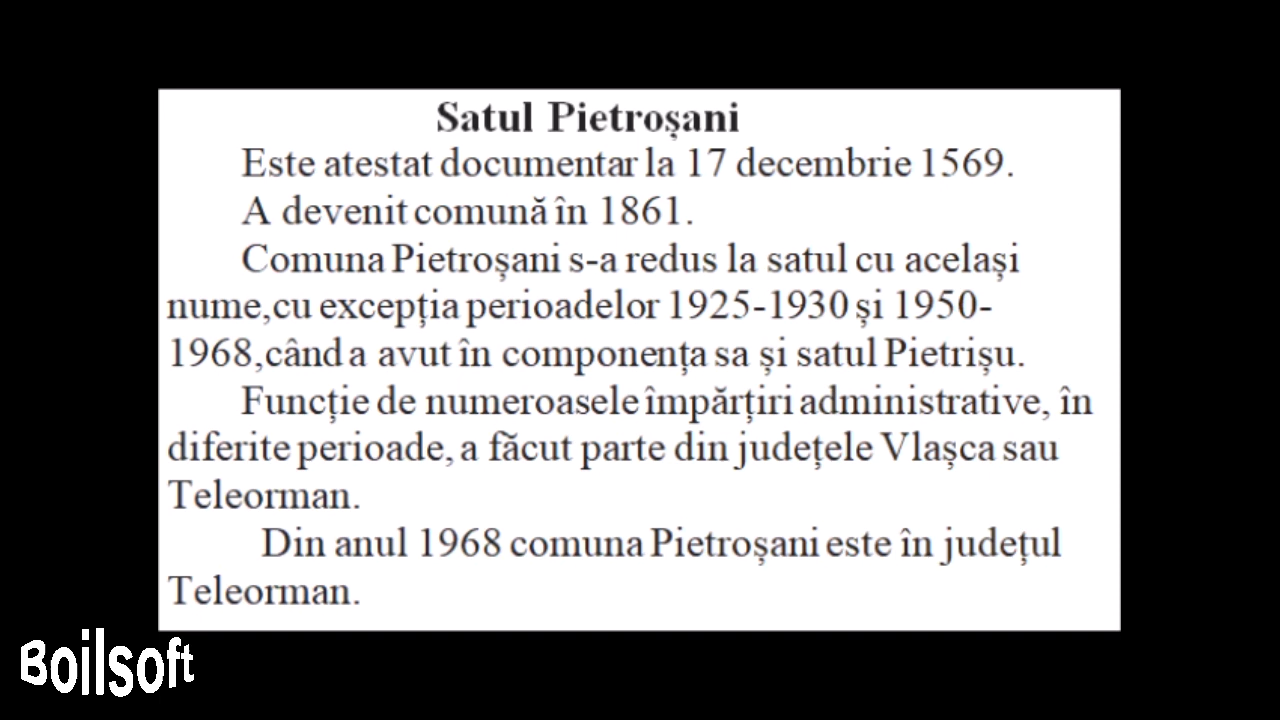 Satul Pietroșani
Este atestat documentar la 17 decembrie 1569.
A devenit comună în 1861.
Comuna Pietroșani s-a redus la satul cu același
nume,cu excepția perioadelor 1925-1930 și 1950-
1968,când a avut în componența sa și satul Pietrișu.
Funcție de numeroasele împărțiri administrative, în
diferite perioade, a făcut parte din județele Vlașca sau
Teleorman.
Din anul 1968 comuna Pietroșani este în județul
Teleorman.
Boilsoft